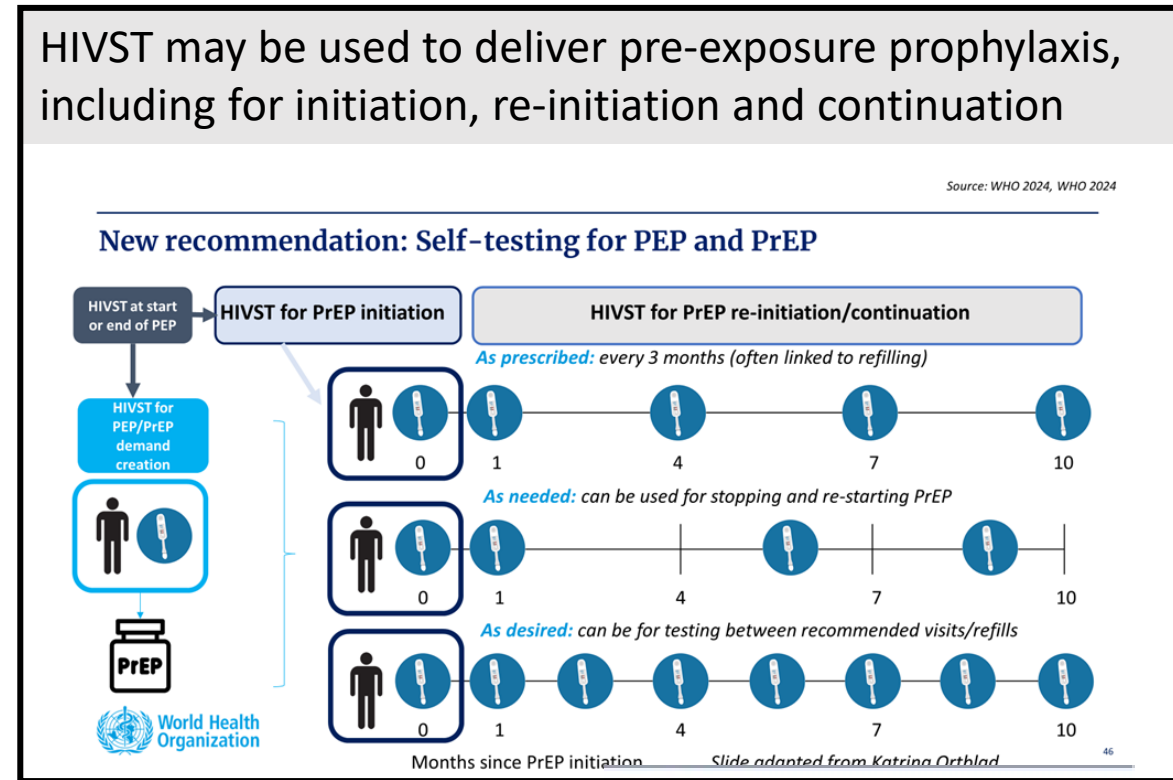 HIVST may be used to deliver pre-exposure prophylaxis,
including for initiation, re-initiation and continuation
Source: WHO 2024, WHO 2024
New recommendation: Self-testing for PEP and PrEP
HIVST at start
or end of PEP
HIVST for PrEP initiation
HIVST for PrEP re-initiation/continuation
As prescribed: every 3 months (often linked to refilling)
HIVST for
PEP/PrEP
demand
creation
0 1 4 7 10
As needed: can be used for stopping and re-starting PrEP
0 1 4 7 10
As desired: can be for testing between recommended visits/refills
PrEP
0 1 4 7 10
World Health
Organization
Months since PrEP initiation
Slide adapted from Katrina Ortblad
46